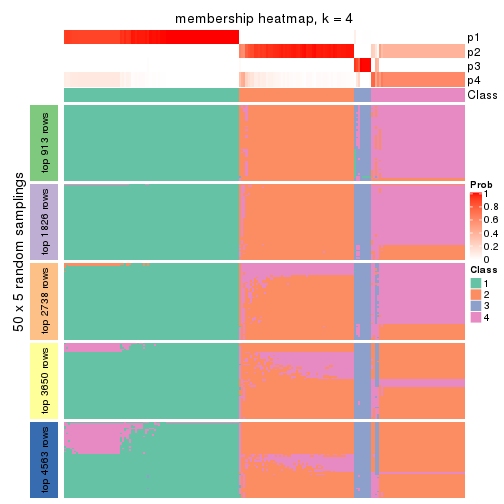 membership heatmap, k = 4
p1
p2
p3
p4
Class
50 x 5 random samplings
top 913 rows
top 1826 rows
top 2738 rows
top 3650 rows
top 4563 rows
Prob
1
0.8
0.6
0.4
0.2
0
Class
1
2
3
4